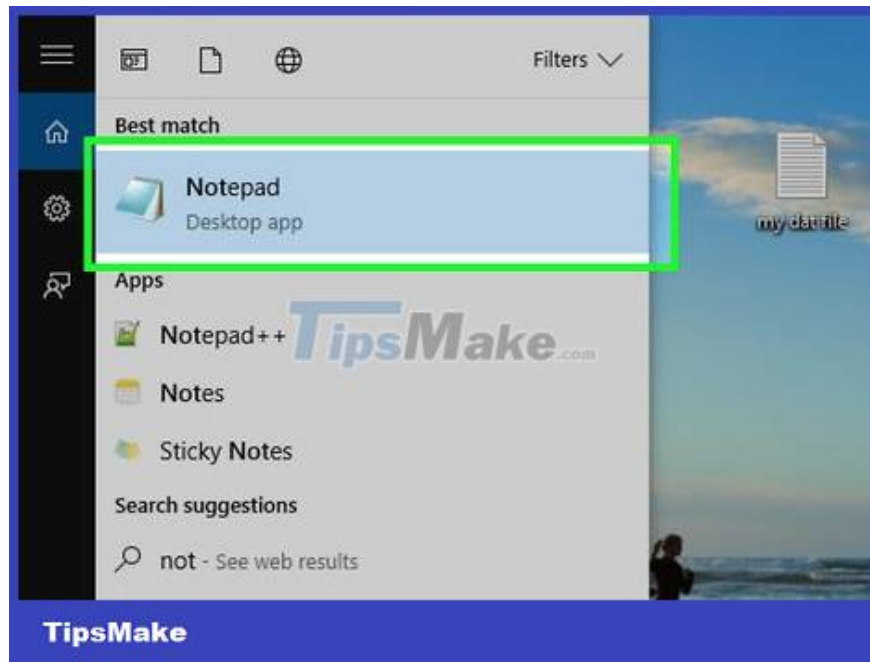 Filters
Best match
Notepad
Desktop app
my dat file
Apps
Notepad++
TipsMake.com
Notes
Sticky Notes
Search suggestions
not - See web results
TipsMake